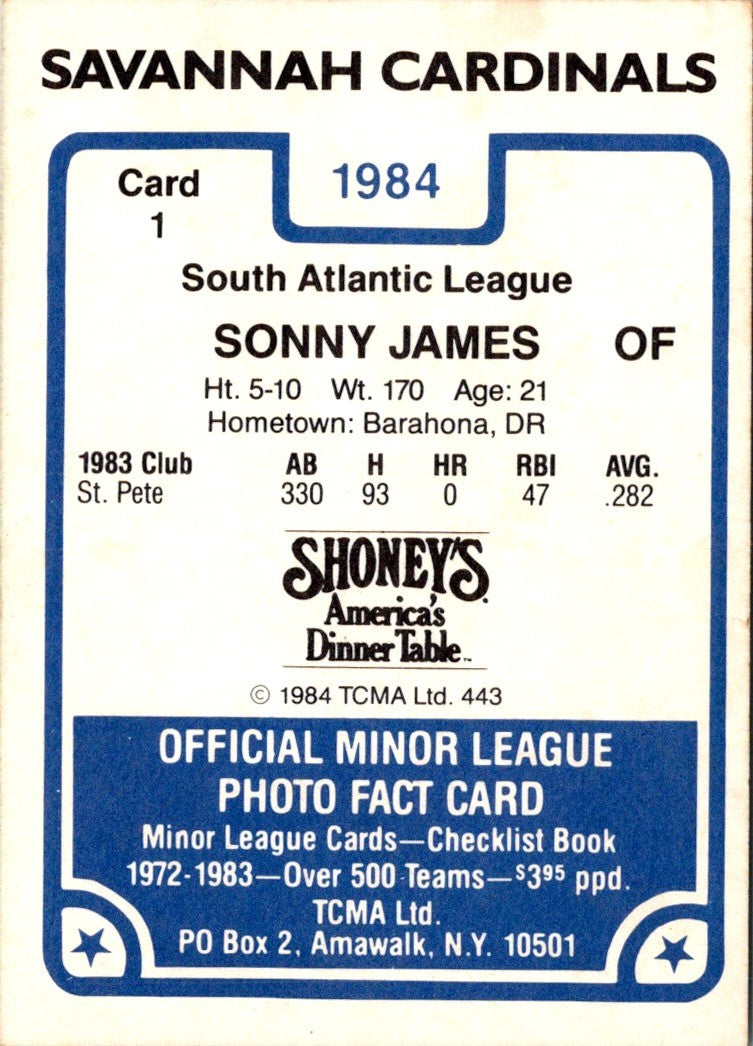 SAVANNAH CARDINALS
Card
1
1984
South Atlantic League
SONNY JAMES OF
Ht. 5-10 Wt. 170 Age: 21
Hometown: Barahona, DR
1983 Club AB H HR RBI AVG.
St. Pete 330 93 0 47 .282
SHONEY'S
America's
Dinner Table™
© 1984 TCMA Ltd. 443
OFFICIAL MINOR LEAGUE
PHOTO FACT CARD
Minor League Cards—Checklist Book
1972-1983—Over 500 Teams—$3⁹⁵ ppd.
TCMA Ltd.
PO Box 2, Amawalk, N.Y. 10501